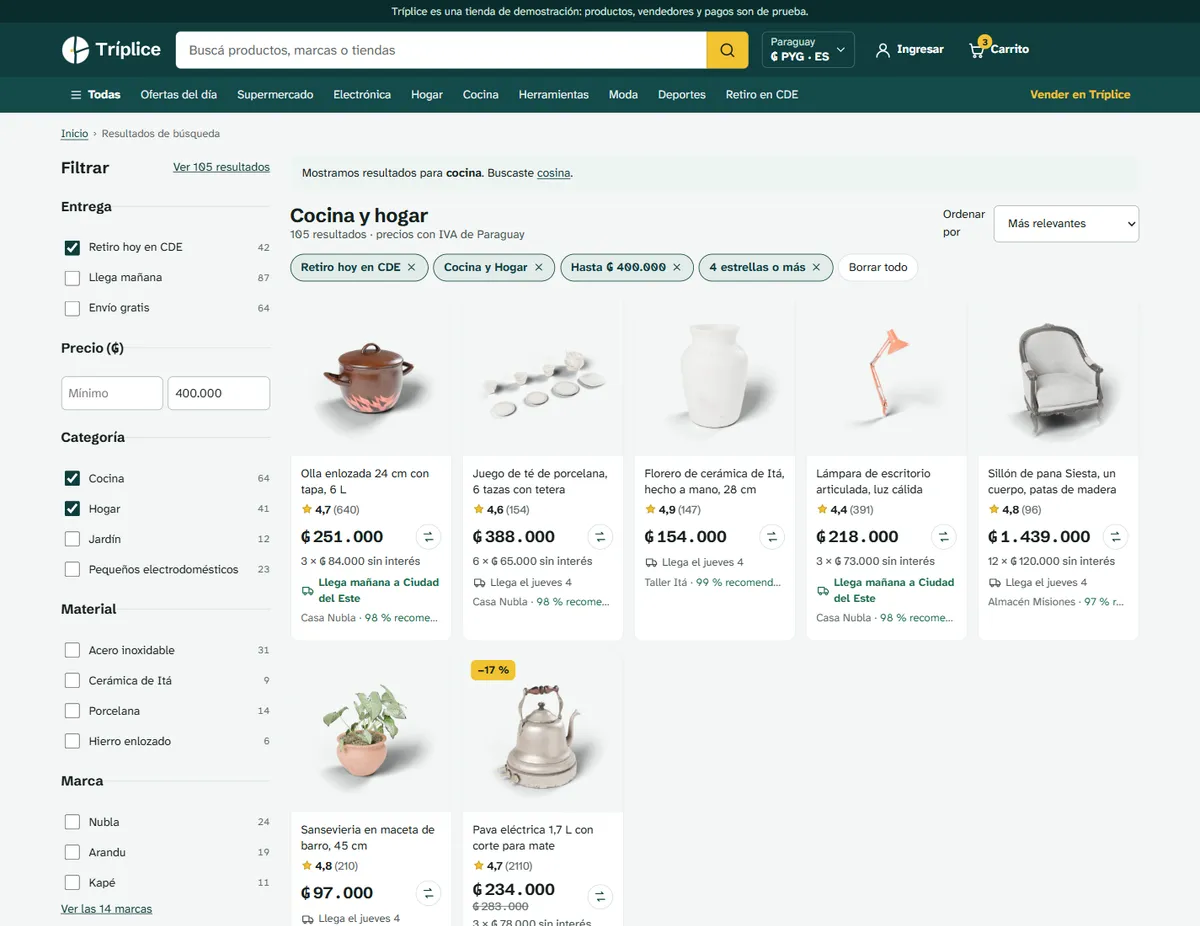 Tríplice es una tienda de demostración: productos, vendedores y pagos son de prueba.
Tríplice
Buscá productos, marcas o tiendas
Paraguay
₲ PYG · ES
Ingresar
3
Carrito
Todas
Ofertas del día
Supermercado
Electrónica
Hogar
Cocina
Herramientas
Moda
Deportes
Retiro en CDE
Vender en Tríplice
Inicio › Resultados de búsqueda
Filtrar
Ver 105 resultados
Entrega
Retiro hoy en CDE 42
Llega mañana 87
Envío gratis 64
Precio (₲)
Mínimo
400.000
Categoría
Cocina 64
Hogar 41
Jardín 12
Pequeños electrodomésticos 23
Material
Acero inoxidable 31
Cerámica de Itá 9
Porcelana 14
Hierro enlozado 6
Marca
Nubla 24
Arandu 19
Kapé 11
Ver las 14 marcas
Mostramos resultados para cocina. Buscaste cosina.
Cocina y hogar
105 resultados · precios con IVA de Paraguay
Ordenar
por
Más relevantes
Retiro hoy en CDE ✕
Cocina y Hogar ✕
Hasta ₲ 400.000 ✕
4 estrellas o más ✕
Borrar todo
Olla enlozada 24 cm con
tapa, 6 L
4,7 (640)
₲ 251.000
3 × ₲ 84.000 sin interés
Llega mañana a Ciudad
del Este
Casa Nubla · 98 % recome...
Juego de té de porcelana,
6 tazas con tetera
4,6 (154)
₲ 388.000
6 × ₲ 65.000 sin interés
Llega el jueves 4
Casa Nubla · 98 % recome...
Florero de cerámica de Itá,
hecho a mano, 28 cm
4,9 (147)
₲ 154.000
Llega el jueves 4
Taller Itá · 99 % recomend...
Lámpara de escritorio
articulada, luz cálida
4,4 (391)
₲ 218.000
3 × ₲ 73.000 sin interés
Llega mañana a Ciudad
del Este
Casa Nubla · 98 % recome...
Sillón de pana Siesta, un
cuerpo, patas de madera
4,8 (96)
₲ 1.439.000
12 × ₲ 120.000 sin interés
Llega el jueves 4
Almacén Misiones · 97 % r...
Sansevieria en maceta de
barro, 45 cm
4,8 (210)
₲ 97.000
Llega el jueves 4
−17 %
Pava eléctrica 1,7 L con
corte para mate
4,7 (2110)
₲ 234.000
₲ 283.000
3 × ₲ 78.000 sin interés